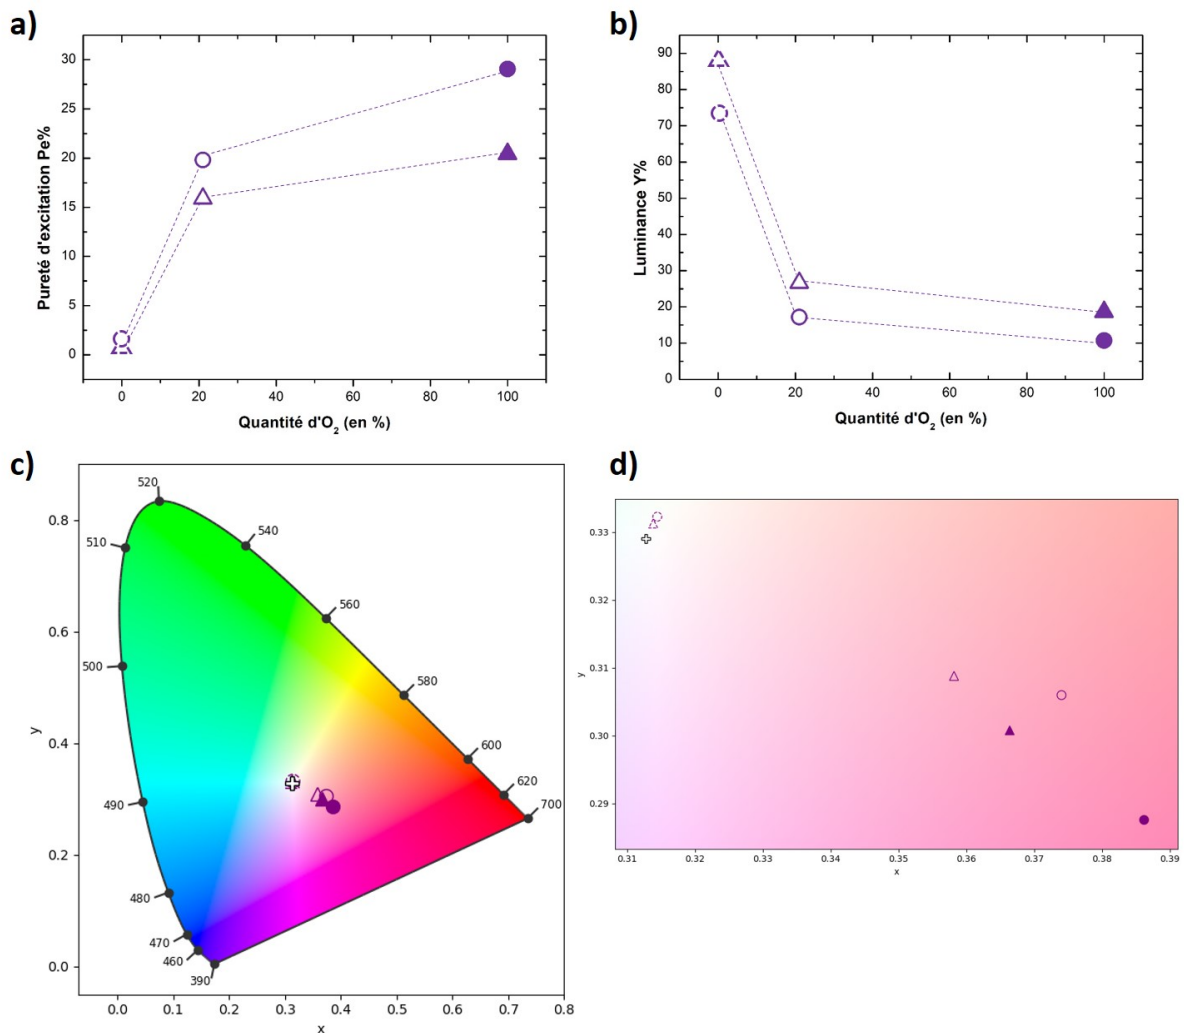 a)
Pureté d'excitation Pe%
30
25
20
15
10
5
0
0 20 40 60 80 100
Quantité d'O2 (en %)
b)
Luminance Y%
90
80
70
60
50
40
30
20
10
0
0 20 40 60 80 100
Quantité d'O2 (en %)
c)
520
540
510
560
500
580
600
620
700
490
480
470
460
390
y
0.8
0.6
0.4
0.2
0.0
0.0 0.1 0.2 0.3 0.4 0.5 0.6 0.7 0.8
x
d)
y
0.33
0.32
0.31
0.30
0.29
0.31 0.32 0.33 0.34 0.35 0.36 0.37 0.38 0.39
x